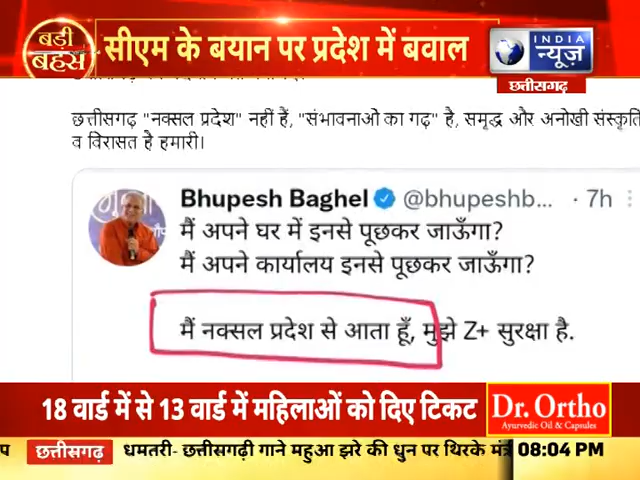 बड़ी
बहस
सीएम के बयान पर प्रदेश में बवाल
INDIA
न्यूज़
छत्तीसगढ़
छत्तीसगढ़ "नक्सल प्रदेश" नहीं हैं, "संभावनाओ का गढ़" है, समृद्ध और अनोखी संस्कृति
व विरासत है हमारी।
Bhupesh Baghel @bhupeshb... · 7h
मैं अपने घर में इनसे पूछकर जाऊँगा?
मैं अपने कार्यालय इनसे पूछकर जाऊँगा?
मैं नक्सल प्रदेश से आता हूँ, मुझे Z+ सुरक्षा है.
18 वार्ड में से 13 वार्ड में महिलाओं को दिए टिकट
Dr. Ortho
Ayurvedic Oil & Capsules
प छत्तीसगढ़ धमतरी- छत्तीसगढ़ी गाने महुआ झरे की धुन पर थिरके मंत्र 08:04 PM